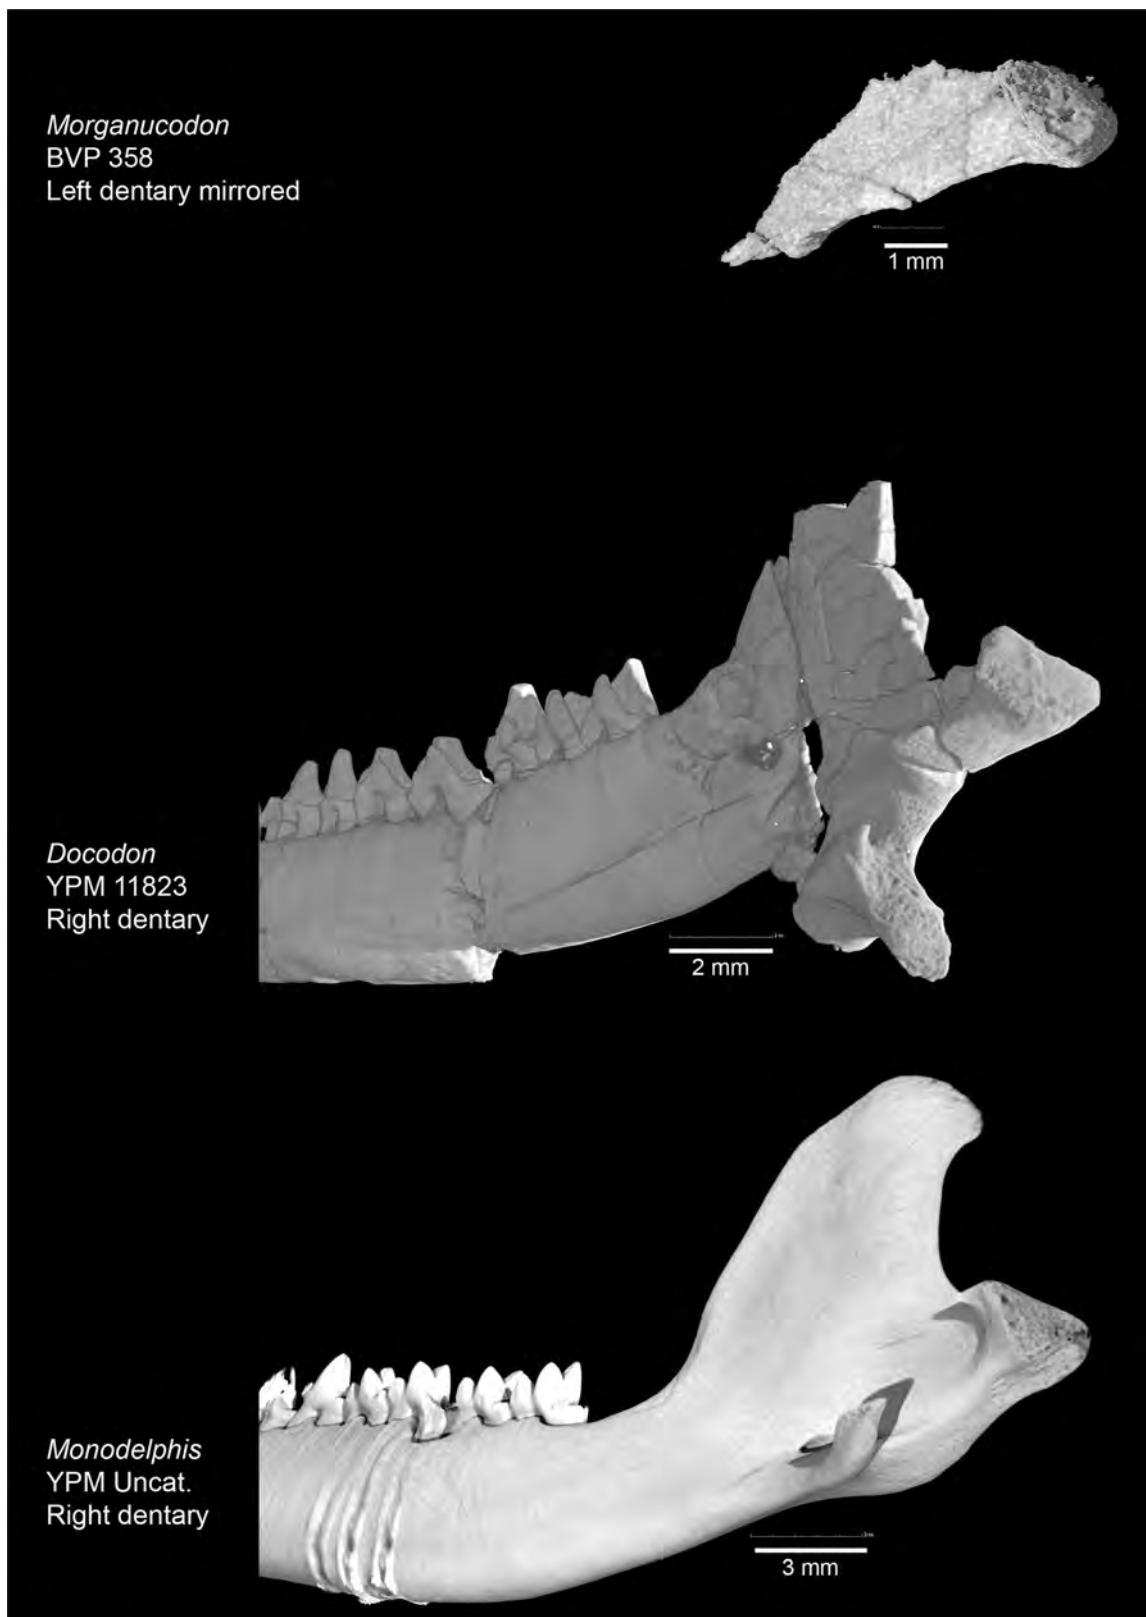 Morganucodon
BVP 358
Left dentary mirrored
1 mm
Docodon
YPM 11823
Right dentary
2 mm
Monodelphis
YPM Uncat.
Right dentary
3 mm